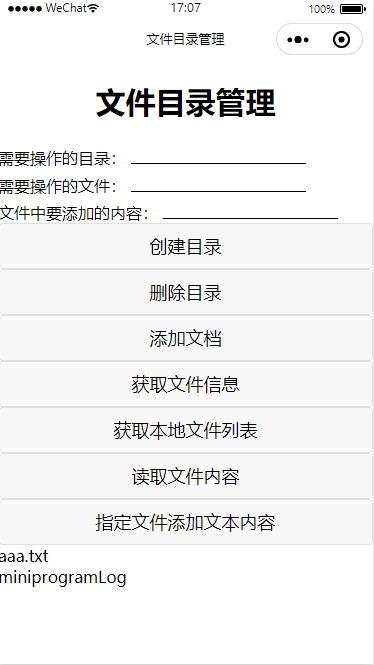 ●●●●● WeChat 17:07 100%
文件目录管理
文件目录管理
需要操作的目录：
需要操作的文件：
文件中要添加的内容：
创建目录
删除目录
添加文档
获取文件信息
获取本地文件列表
读取文件内容
指定文件添加文本内容
aaa.txt
miniprogramLog